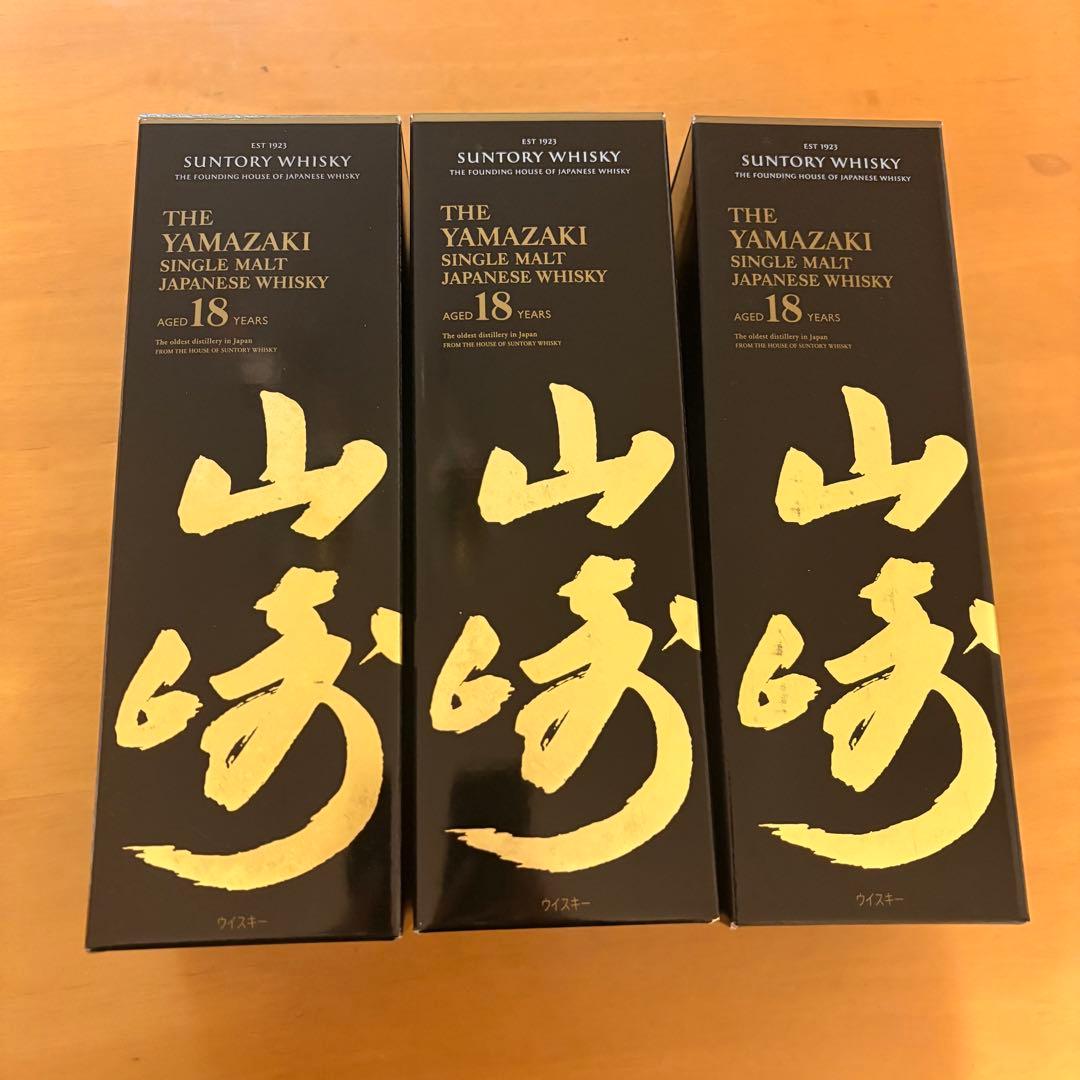 EST 1923
SUNTORY WHISKY
THE FOUNDING HOUSE OF JAPANESE WHISKY
THE
YAMAZAKI
SINGLE MALT
JAPANESE WHISKY
AGED 18 YEARS
The oldest distillery in Japan
FROM THE HOUSE OF SUNTORY WHISKY
山
崎
ウイスキー
EST 1923
SUNTORY WHISKY
THE FOUNDING HOUSE OF JAPANESE WHISKY
THE
YAMAZAKI
SINGLE MALT
JAPANESE WHISKY
AGED 18 YEARS
The oldest distillery in Japan
FROM THE HOUSE OF SUNTORY WHISKY
山
崎
ウイスキー
EST 1923
SUNTORY WHISKY
THE FOUNDING HOUSE OF JAPANESE WHISKY
THE
YAMAZAKI
SINGLE MALT
JAPANESE WHISKY
AGED 18 YEARS
The oldest distillery in Japan
FROM THE HOUSE OF SUNTORY WHISKY
山
崎
ウイスキー